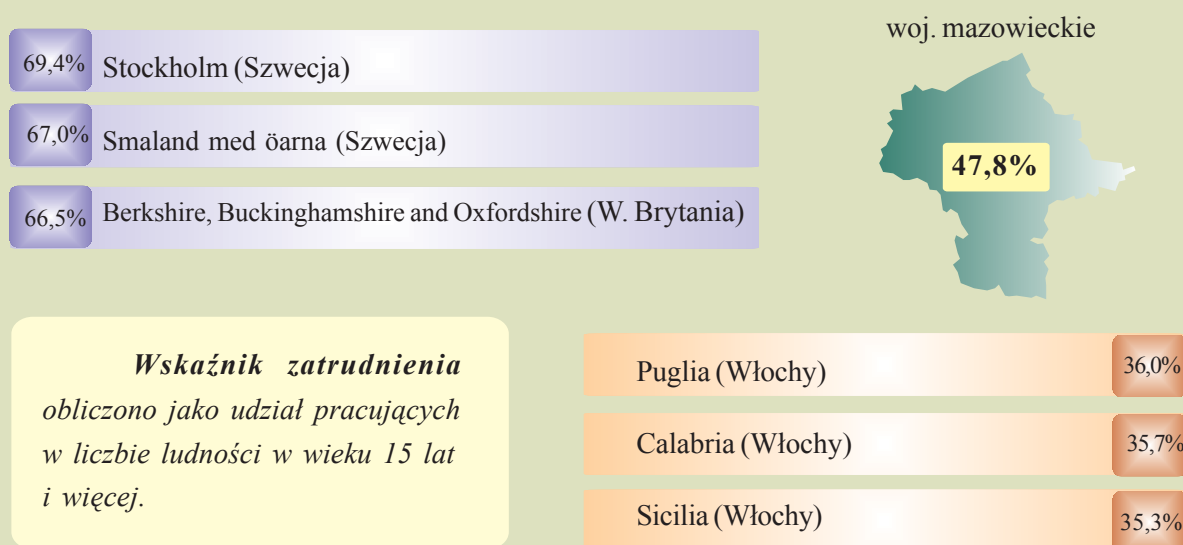 woj. mazowieckie
69,4% Stockholm (Szwecja)
67,0% Smaland med öarna (Szwecja)
66,5% Berkshire, Buckinghamshire and Oxfordshire (W. Brytania)
47,8%
Wskaźnik zatrudnienia
obliczono jako udział pracujących
w liczbie ludności w wieku 15 lat
i więcej.
Puglia (Włochy) 36,0%
Calabria (Włochy) 35,7%
Sicilia (Włochy) 35,3%